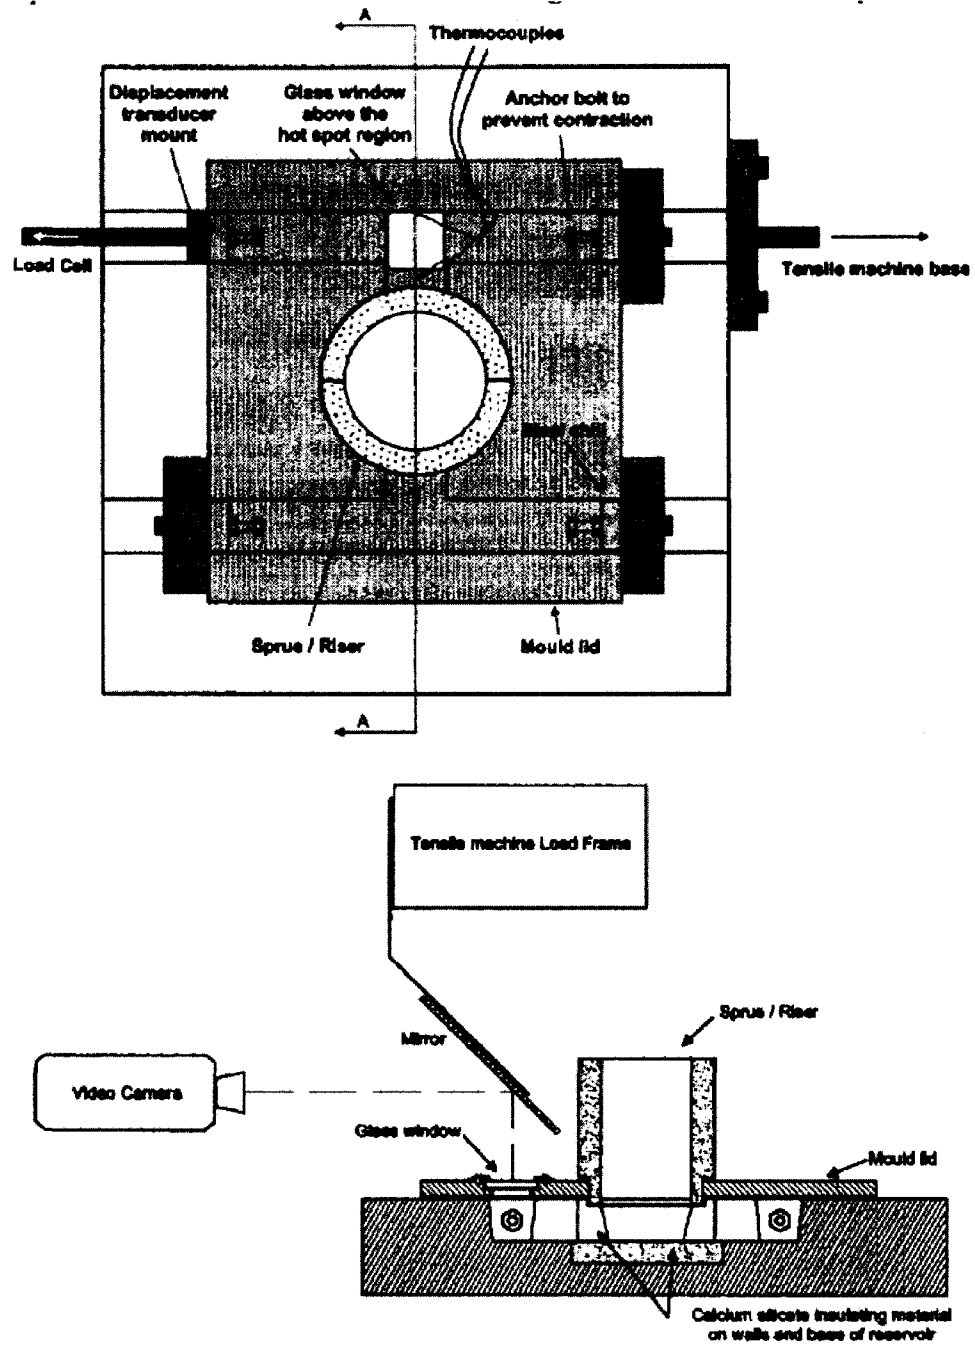 A
Thermocouples
Displacement
transducer
mount
Glass window
above the
hot spot region
Anchor bolt to
prevent contraction
Load Cell
Tensile machine base
Sprue / Riser
Mould lid
A
Tensile machine Load Frame
Sprue / Riser
Mirror
Video Camera
Glass window
Mould lid
Calcium silicate insulating material
on walls and base of reservoir